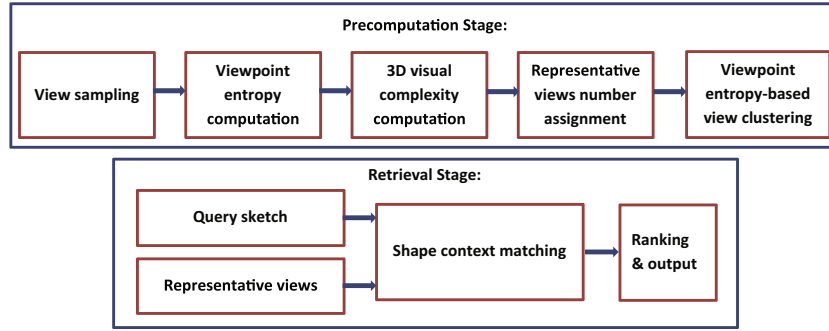 Precomputation Stage:
View sampling
Viewpoint
entropy
computation
3D visual
complexity
computation
Representative
views number
assignment
Viewpoint
entropy-based
view clustering
Retrieval Stage:
Query sketch
Representative views
Shape context matching
Ranking
& output